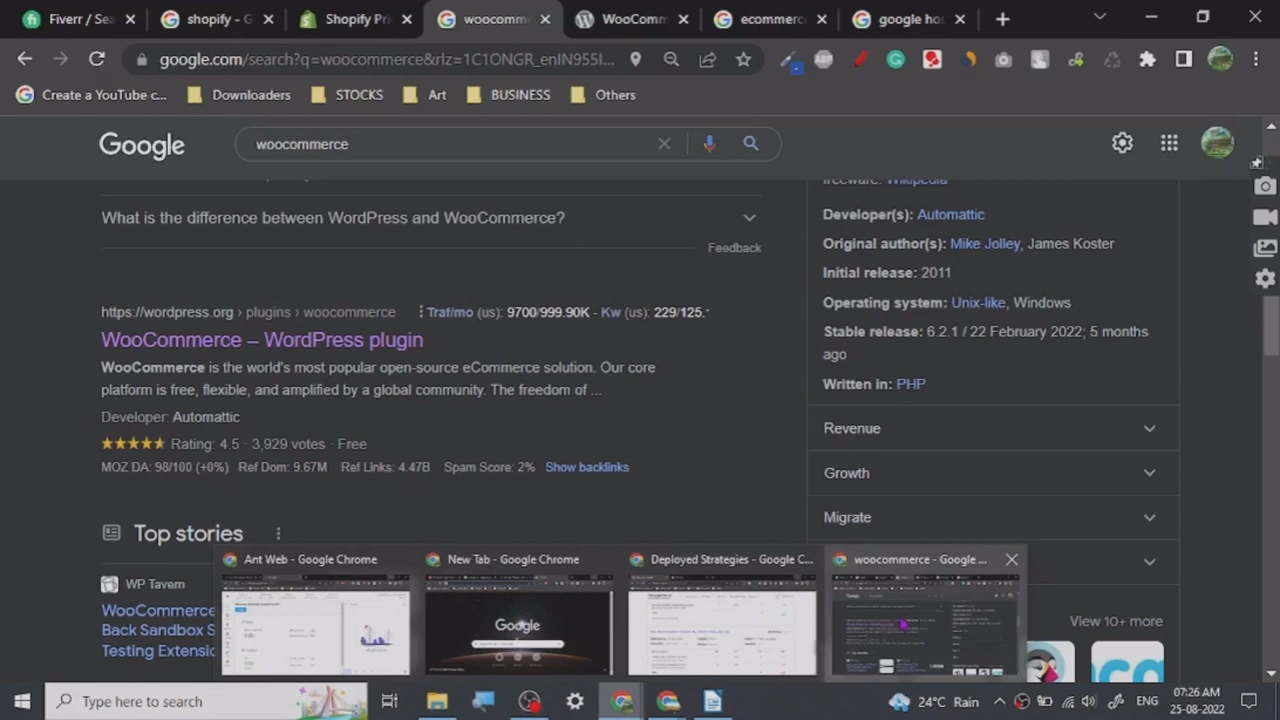 Fiverr / Sea
shopify - G
Shopify Pri
woocomm
WooComm
ecommerc
google hos
google.com/search?q=woocommerce&rlz=1C1ONGR_enIN955I...
Create a YouTube c...
Downloaders
STOCKS
Art
BUSINESS
Others
Google
woocommerce
freeware. Wikipedia
What is the difference between WordPress and WooCommerce?
Feedback
Developer(s): Automattic
Original author(s): Mike Jolley, James Koster
Initial release: 2011
Operating system: Unix-like, Windows
Stable release: 6.2.1 / 22 February 2022; 5 months
ago
Written in: PHP
Revenue
Growth
Migrate
https://wordpress.org › plugins › woocommerce
Traf/mo (us): 9700/999.90K - Kw (us): 229/125.
WooCommerce – WordPress plugin
WooCommerce is the world's most popular open-source eCommerce solution. Our core
platform is free, flexible, and amplified by a global community. The freedom of ...
Developer: Automattic
Rating: 4.5 · 3,929 votes · Free
MOZ DA: 98/100 (+0%) Ref Dom: 9.67M Ref Links: 4.47B Spam Score: 2% Show backlinks
Top stories
WP Tavern
WooCommerce
Back Sandbox S
Testing Extensio
Ant Web - Google Chrome
New Tab - Google Chrome
Deployed Strategies - Google C...
woocommerce - Google ...
Google
View 10+ more
Type here to search
24°C Rain
ENG
07:26 AM
25-08-2022